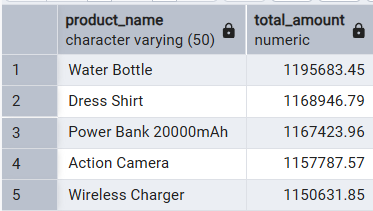 product_name total_amount
character varying (50) numeric
1 Water Bottle 1195683.45
2 Dress Shirt 1168946.79
3 Power Bank 20000mAh 1167423.96
4 Action Camera 1157787.57
5 Wireless Charger 1150631.85